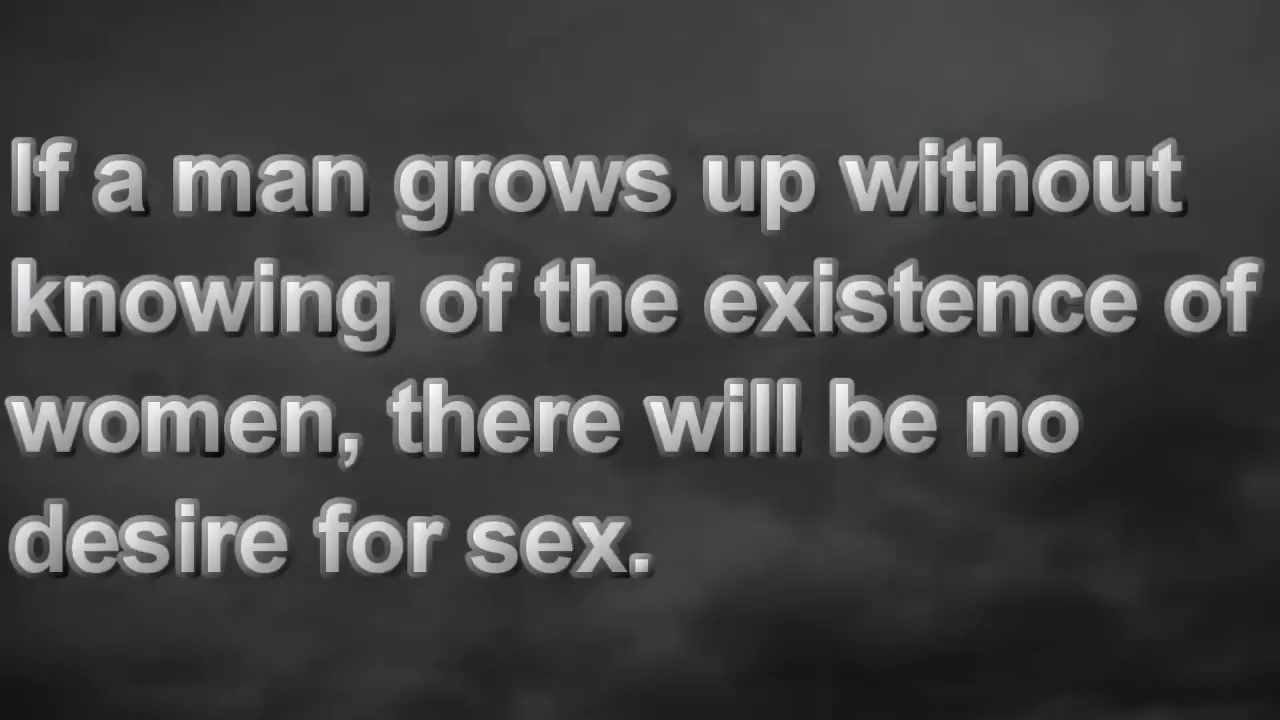 If a man grows up without
knowing of the existence of
women, there will be no
desire for sex.